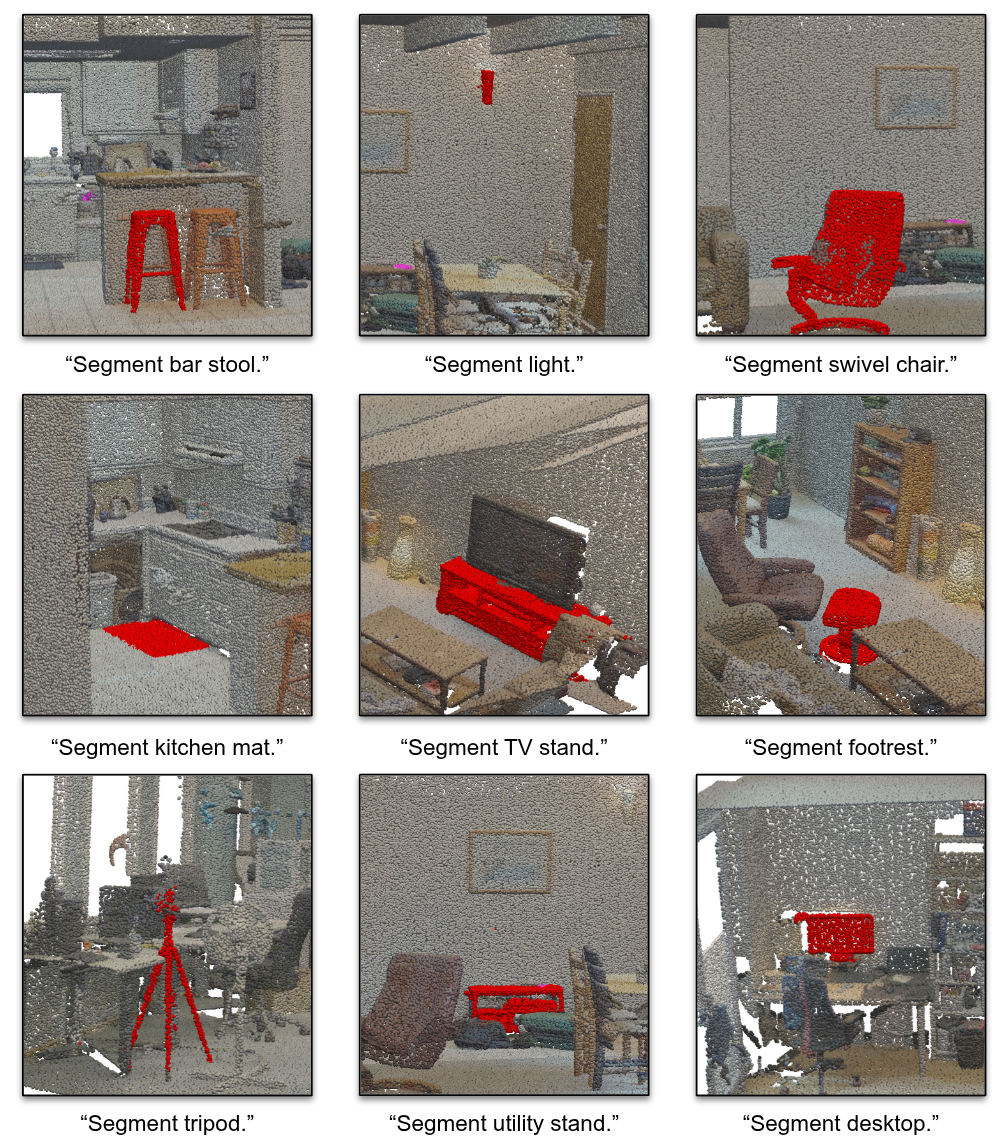 “Segment bar stool.”
“Segment light.”
“Segment swivel chair.”
“Segment kitchen mat.”
“Segment TV stand.”
“Segment footrest.”
“Segment tripod.”
“Segment utility stand.”
“Segment desktop.”